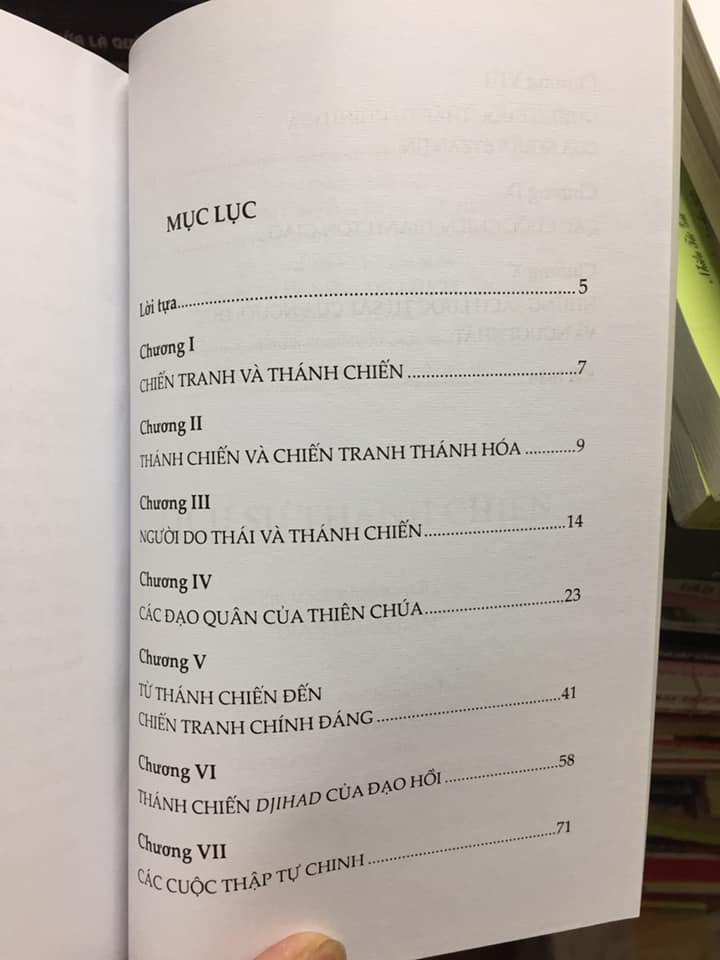 MỤC LỤC
Lời tựa..........5
Chương I
CHIẾN TRANH VÀ THÁNH CHIẾN..........7
Chương II
THÁNH CHIẾN VÀ CHIẾN TRANH THÁNH HÓA..........9
Chương III
NGƯỜI DO THÁI VÀ THÁNH CHIẾN..........14
Chương IV
CÁC ĐẠO QUÂN CỦA THIÊN CHÚA..........23
Chương V
TỪ THÁNH CHIẾN ĐẾN
CHIẾN TRANH CHÍNH ĐÁNG..........41
Chương VI
THÁNH CHIẾN DJIHAD CỦA ĐẠO HỒI..........58
Chương VII
CÁC CUỘC THẬP TỰ CHINH..........71